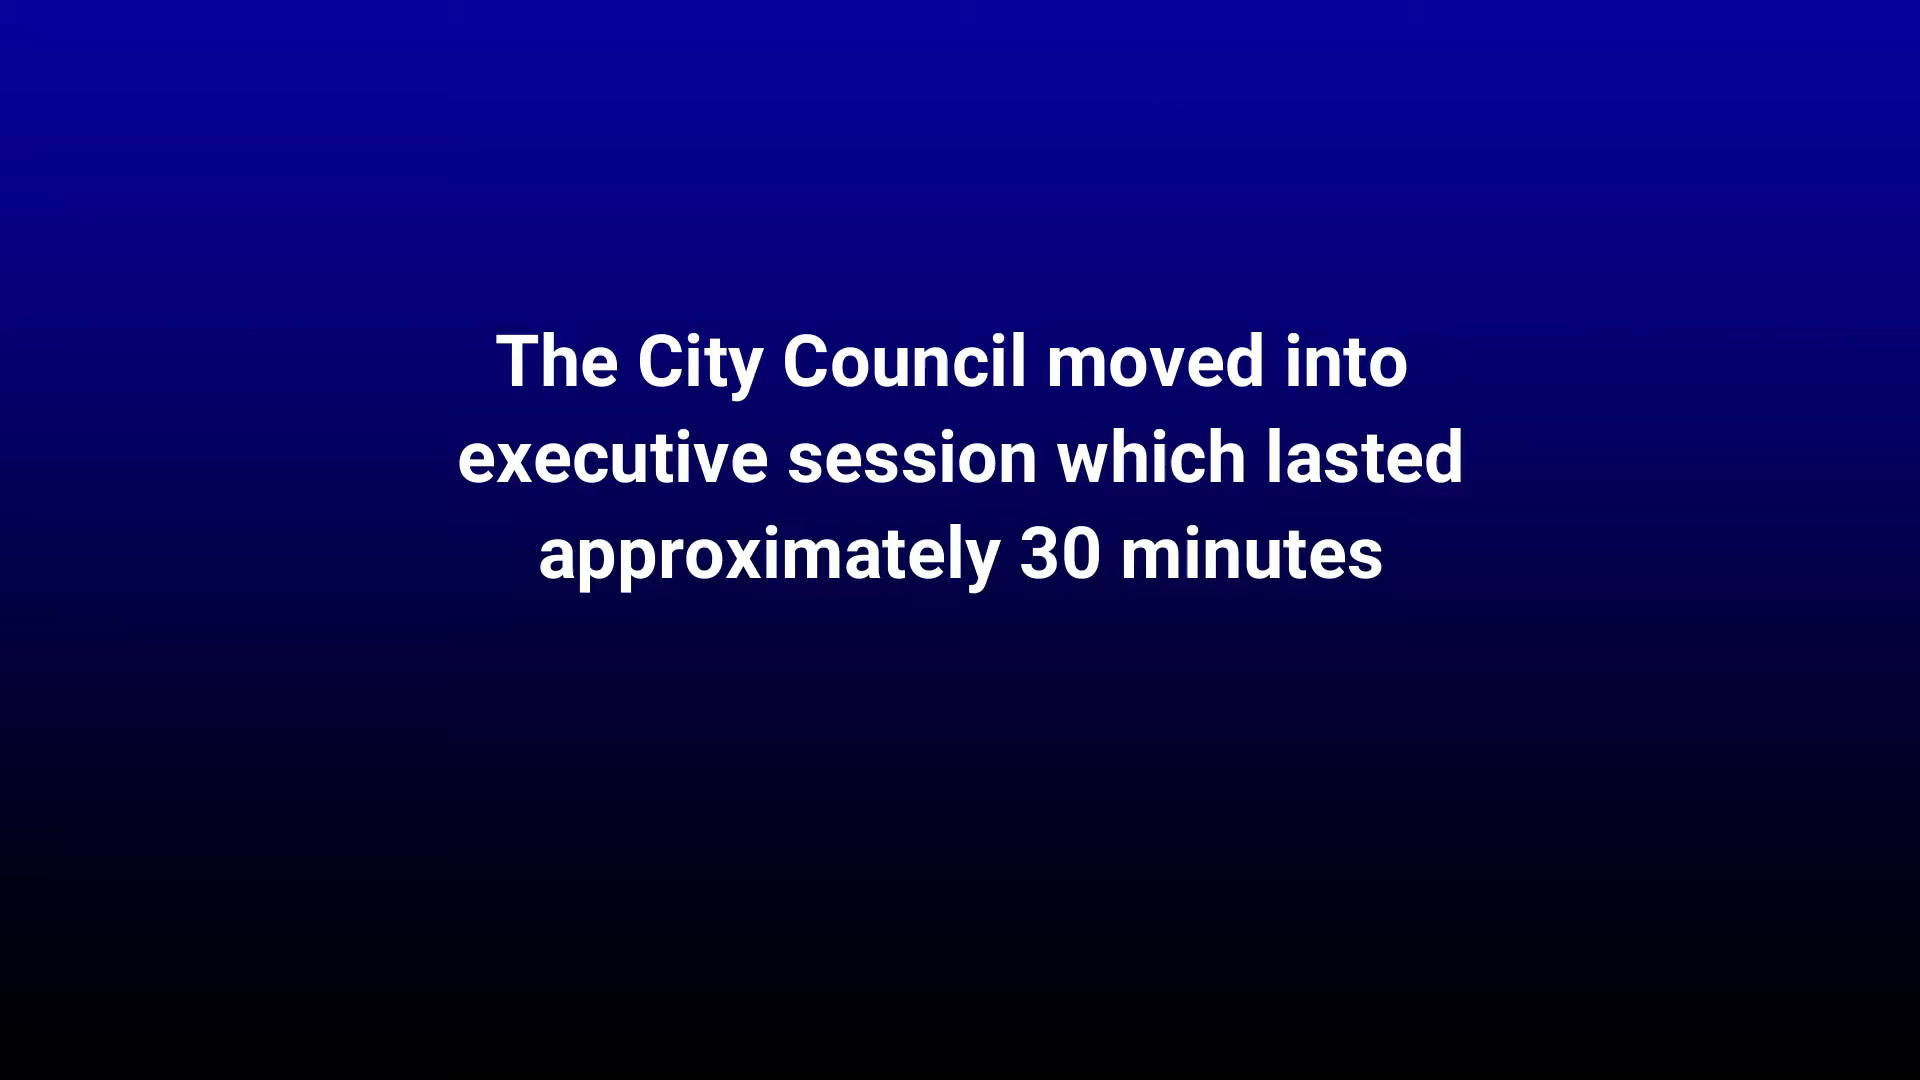 The City Council moved into
executive session which lasted
approximately 30 minutes